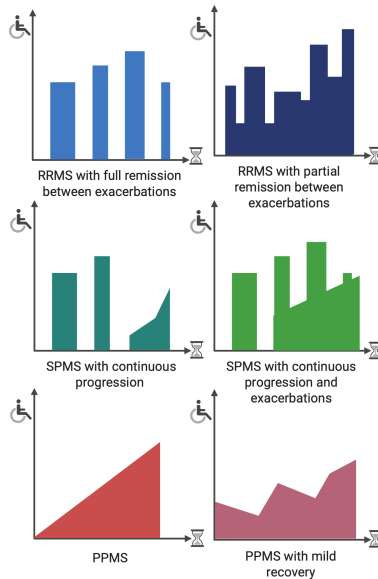 RRMS with full remission
between exacerbations
RRMS with partial
remission between
exacerbations
SPMS with continuous
progression
SPMS with continuous
progression and
exacerbations
PPMS
PPMS with mild
recovery